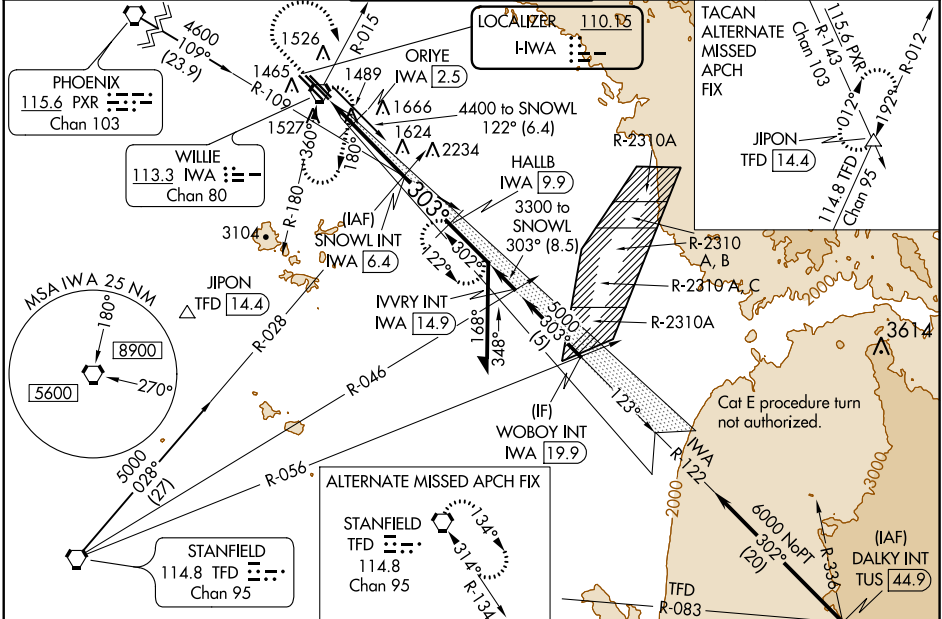 4600
109°
(23.9)
R-109
PHOENIX
115.6 PXR
Chan 103
1526
R-015
LOCALIZER 110.15
I-IWA
1465
1489
ORIYE
IWA 2.5
1666
4400 to SNOWL
122° (6.4)
1527
360°
180°
1624
2234
WILLIE
113.3 IWA
Chan 80
R-180
303°
HALLB
IWA 9.9
3300 to
SNOWL
303° (8.5)
(IAF)
SNOWL INT
IWA 6.4
302°
122°
3104
R-2310A
R-2310
A, B
R-2310 A, C
R-2310A
TACAN
ALTERNATE
MISSED
APCH
FIX
115.6 PXR
R-143
Chan 103
R-012
012°
192°
JIPON
TFD 14.4
114.8 TFD
Chan 95
MSA IWA 25 NM
180°
8900
5600
270°
JIPON
TFD 14.4
R-028
IVVRY INT
IWA 14.9
168°
348°
5000
303°
(5)
R-046
3000
3614
(IF)
WOBOY INT
IWA 19.9
123°
Cat E procedure turn
not authorized.
IWA
R-122
5000
028°
(27)
R-056
STANFIELD
114.8 TFD
Chan 95
ALTERNATE MISSED APCH FIX
STANFIELD
TFD
114.8
Chan 95
134°
314°
R-134
2000
3000
6000 NoPT
302°
(20)
R-336
(IAF)
DALKY INT
TUS 44.9
TFD
R-083